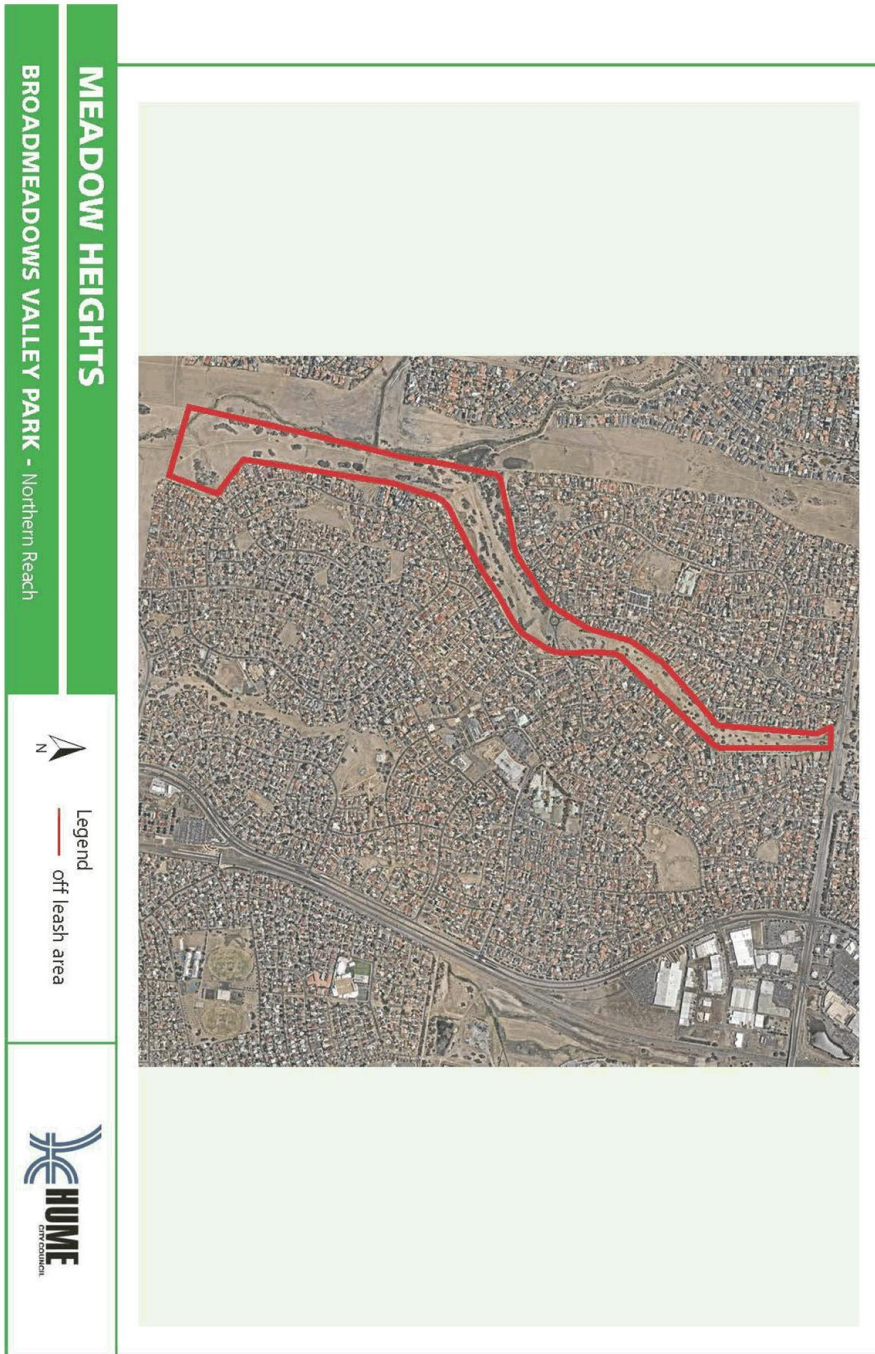 MEADOW HEIGHTS
BROADMEADOWS VALLEY PARK - Northern Reach
N
Legend
off leash area
HUME
CITY COUNCIL